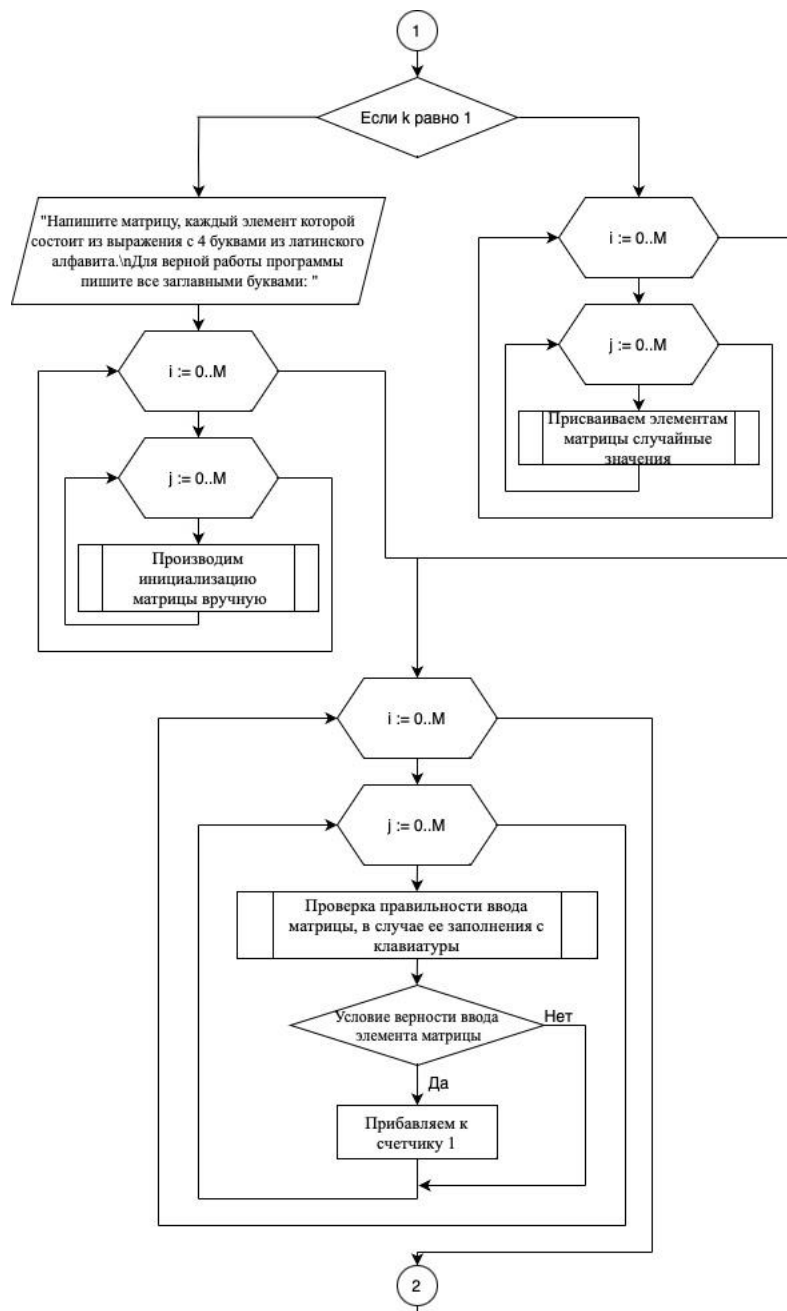 1
Если k равно 1
"Напишите матрицу, каждый элемент которой
состоит из выражения с 4 буквами из латинского
алфавита.\nДля верной работы программы
пишите все заглавными буквами: "
i := 0..M
j := 0..M
Производим
инициализацию
матрицы вручную
i := 0..M
j := 0..M
Присваиваем элементам
матрицы случайные
значения
i := 0..M
j := 0..M
Проверка правильности ввода
матрицы, в случае ее заполнения с
клавиатуры
Условие верности ввода
элемента матрицы
Нет
Да
Прибавляем к
счетчику 1
2